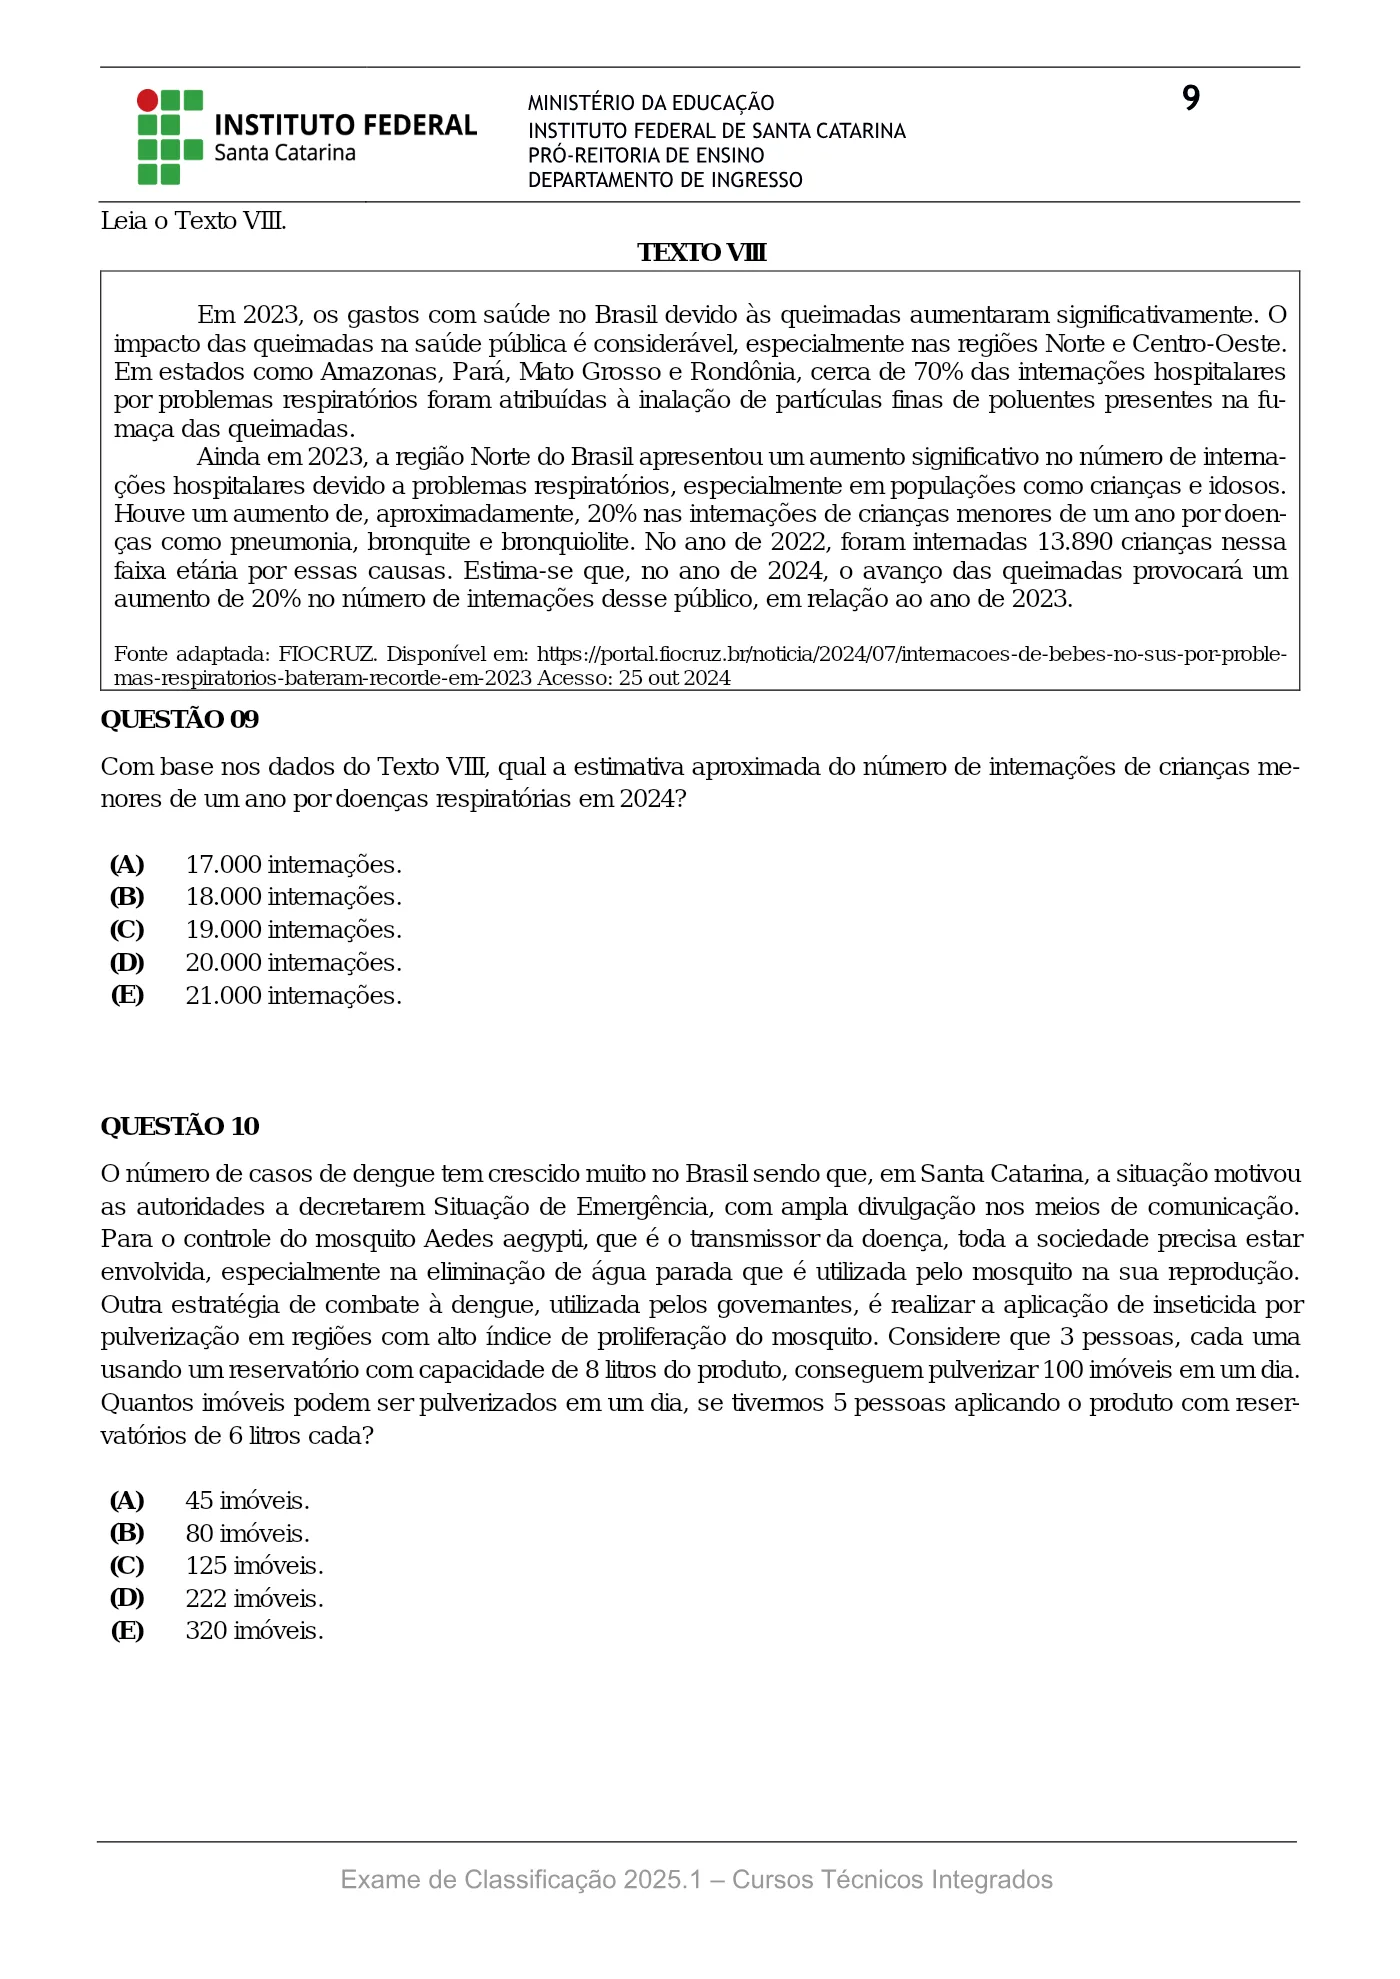 INSTITUTO FEDERAL
Santa Catarina
MINISTÉRIO DA EDUCAÇÃO
INSTITUTO FEDERAL DE SANTA CATARINA
PRÓ-REITORIA DE ENSINO
DEPARTAMENTO DE INGRESSO
9
Leia o Texto VIII.
TEXTO VIII
Em 2023, os gastos com saúde no Brasil devido às queimadas aumentaram significativamente. O
impacto das queimadas na saúde pública é considerável, especialmente nas regiões Norte e Centro-Oeste.
Em estados como Amazonas, Pará, Mato Grosso e Rondônia, cerca de 70% das internações hospitalares
por problemas respiratórios foram atribuídas à inalação de partículas finas de poluentes presentes na fu-
maça das queimadas.
Ainda em 2023, a região Norte do Brasil apresentou um aumento significativo no número de interna-
ções hospitalares devido a problemas respiratórios, especialmente em populações como crianças e idosos.
Houve um aumento de, aproximadamente, 20% nas internações de crianças menores de um ano por doen-
ças como pneumonia, bronquite e bronquiolite. No ano de 2022, foram internadas 13.890 crianças nessa
faixa etária por essas causas. Estima-se que, no ano de 2024, o avanço das queimadas provocará um
aumento de 20% no número de internações desse público, em relação ao ano de 2023.
Fonte adaptada: FIOCRUZ. Disponível em: https://portal.fiocruz.br/noticia/2024/07/internacoes-de-bebes-no-sus-por-proble-
mas-respiratorios-bateram-recorde-em-2023 Acesso: 25 out 2024
QUESTÃO 09
Com base nos dados do Texto VIII, qual a estimativa aproximada do número de internações de crianças me-
nores de um ano por doenças respiratórias em 2024?
(A) 17.000 internações.
(B) 18.000 internações.
(C) 19.000 internações.
(D) 20.000 internações.
(E) 21.000 internações.
QUESTÃO 10
O número de casos de dengue tem crescido muito no Brasil sendo que, em Santa Catarina, a situação motivou
as autoridades a decretarem Situação de Emergência, com ampla divulgação nos meios de comunicação.
Para o controle do mosquito Aedes aegypti, que é o transmissor da doença, toda a sociedade precisa estar
envolvida, especialmente na eliminação de água parada que é utilizada pelo mosquito na sua reprodução.
Outra estratégia de combate à dengue, utilizada pelos governantes, é realizar a aplicação de inseticida por
pulverização em regiões com alto índice de proliferação do mosquito. Considere que 3 pessoas, cada uma
usando um reservatório com capacidade de 8 litros do produto, conseguem pulverizar 100 imóveis em um dia.
Quantos imóveis podem ser pulverizados em um dia, se tivermos 5 pessoas aplicando o produto com reser-
vatórios de 6 litros cada?
(A) 45 imóveis.
(B) 80 imóveis.
(C) 125 imóveis.
(D) 222 imóveis.
(E) 320 imóveis.
Exame de Classificação 2025.1 – Cursos Técnicos Integrados